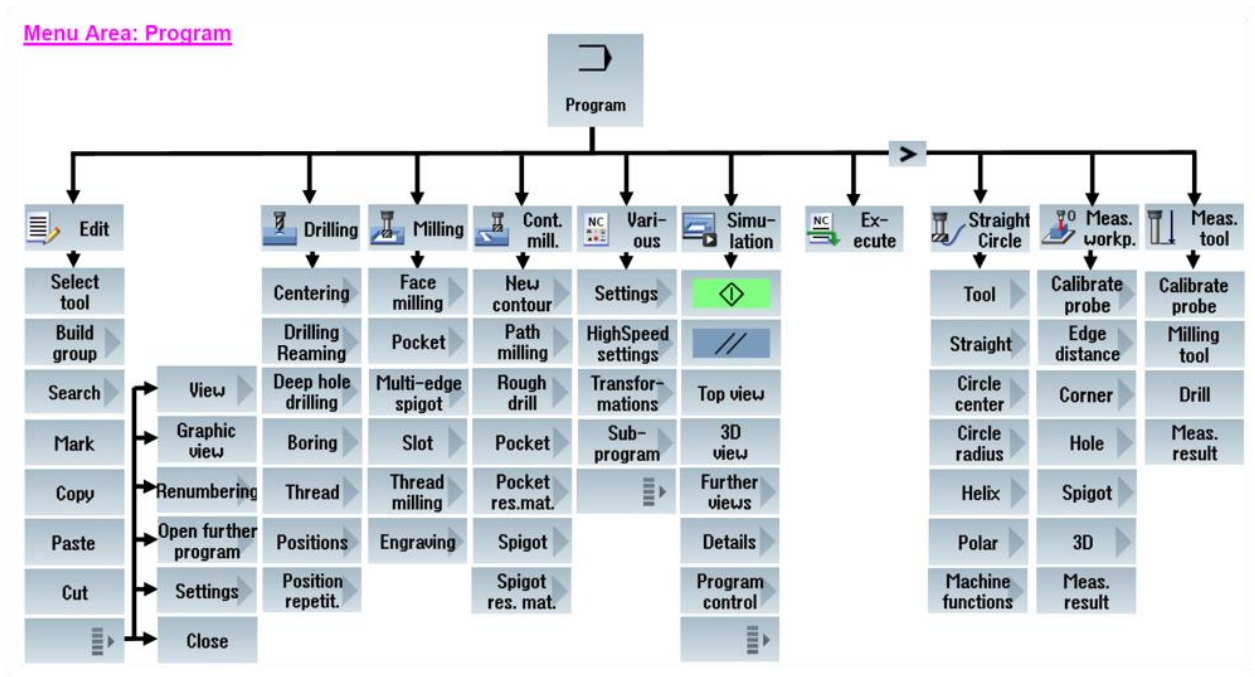 Menu Area: Program
Program
>
Edit
Select
tool
Build
group
Search
Mark
Copy
Paste
Cut
View
Graphic
view
Renumbering
Open further
program
Settings
Close
Drilling
Centering
Drilling
Reaming
Deep hole
drilling
Boring
Thread
Positions
Position
repetit.
Milling
Face
milling
Pocket
Multi-edge
spigot
Slot
Thread
milling
Engraving
Cont.
mill.
New
contour
Path
milling
Rough
drill
Pocket
Pocket
res.mat.
Spigot
Spigot
res. mat.
NC
Vari-
ous
Settings
HighSpeed
settings
Transfor-
mations
Sub-
program
Simu-
lation
//
Top view
3D
view
Further
views
Details
Program
control
NC
Ex-
ecute
Straight
Circle
Tool
Straight
Circle
center
Circle
radius
Helix
Polar
Machine
functions
Meas.
workp.
Calibrate
probe
Edge
distance
Corner
Hole
Spigot
3D
Meas.
result
Meas.
tool
Calibrate
probe
Milling
tool
Drill
Meas.
result